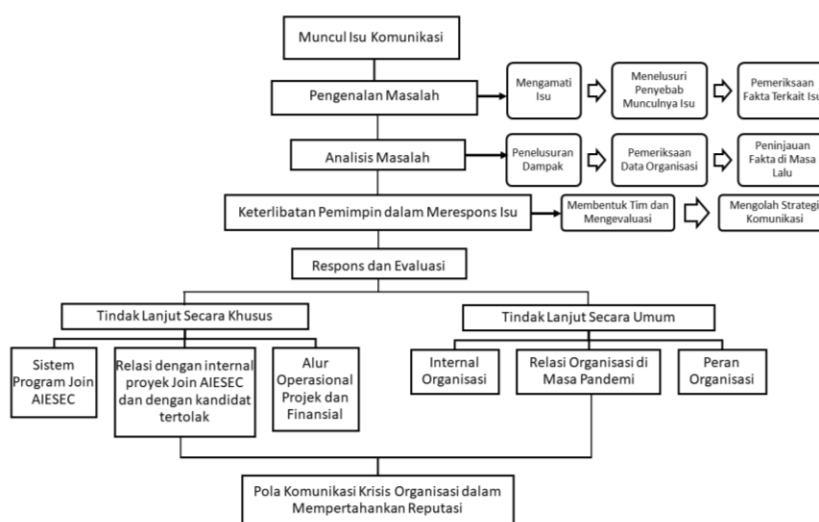 Muncul Isu Komunikasi
Pengenalan Masalah
Mengamati
Isu
Menelusuri
Penyebab
Munculnya Isu
Pemeriksaan
Fakta Terkait Isu
Analisis Masalah
Penelusuran
Dampak
Pemeriksaan
Data Organisasi
Peninjauan
Fakta di Masa
Lalu
Keterlibatan Pemimpin dalam Merespons Isu
Membentuk Tim dan
Mengevaluasi
Mengolah Strategi
Komunikasi
Respons dan Evaluasi
Tindak Lanjut Secara Khusus
Tindak Lanjut Secara Umum
Sistem
Program Join
AIESEC
Relasi dengan internal
proyek Join AIESEC
dan dengan kandidat
tertolak
Alur
Operasional
Projek dan
Finansial
Internal
Organisasi
Relasi Organisasi di
Masa Pandemi
Peran
Organisasi
Pola Komunikasi Krisis Organisasi dalam
Mempertahankan Reputasi